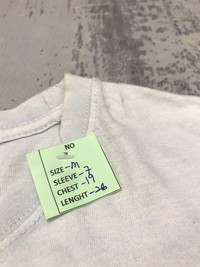 NO
SIZE-M
SLEEVE-7
CHEST-19
LENGHT-26